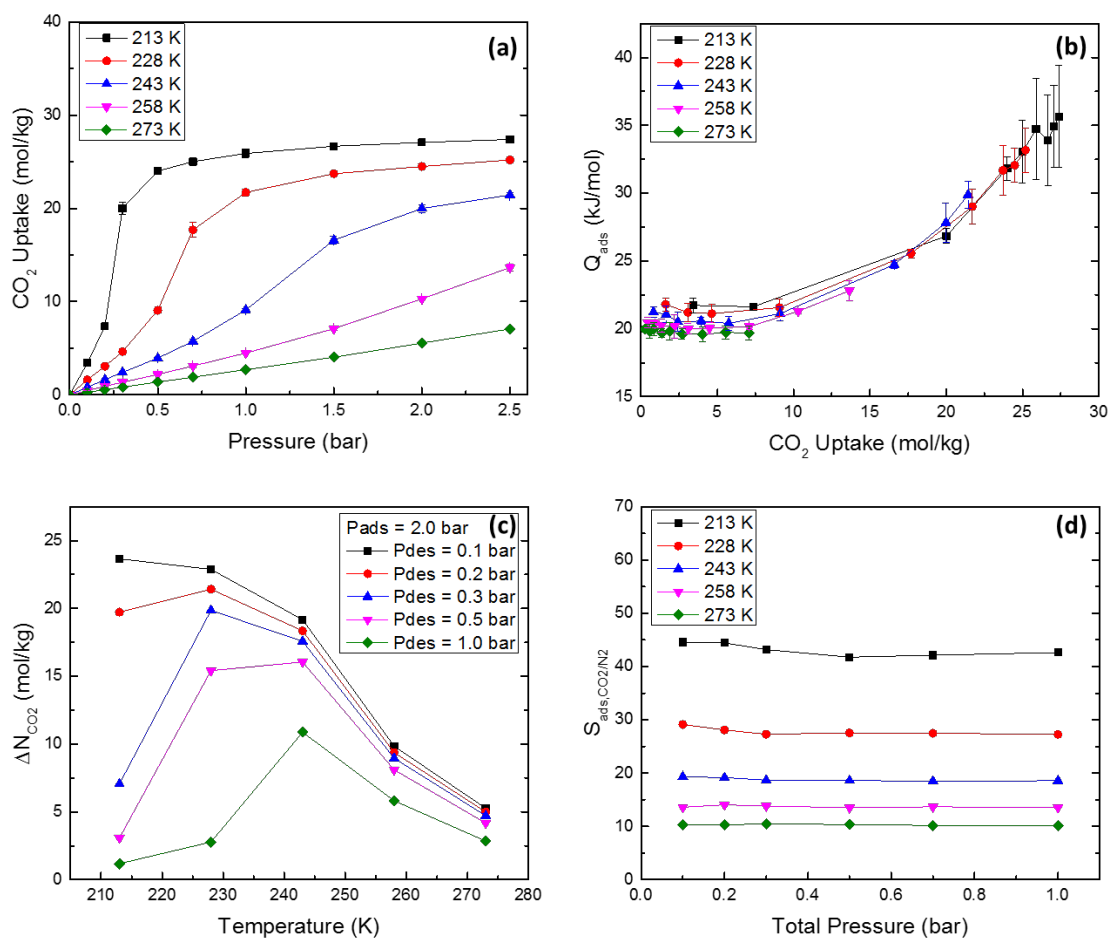 (a)
213 K
228 K
243 K
258 K
273 K
CO2 Uptake (mol/kg)
40
30
20
10
0
0.0 0.5 1.0 1.5 2.0 2.5
Pressure (bar)
(b)
213 K
228 K
243 K
258 K
273 K
Qads (kJ/mol)
40
35
30
25
20
15
0 5 10 15 20 25 30
CO2 Uptake (mol/kg)
(c)
Pads = 2.0 bar
Pdes = 0.1 bar
Pdes = 0.2 bar
Pdes = 0.3 bar
Pdes = 0.5 bar
Pdes = 1.0 bar
ΔNCO2 (mol/kg)
25
20
15
10
5
0
210 220 230 240 250 260 270 280
Temperature (K)
(d)
213 K
228 K
243 K
258 K
273 K
Sads,CO2/N2
70
60
50
40
30
20
10
0
0.0 0.2 0.4 0.6 0.8 1.0
Total Pressure (bar)